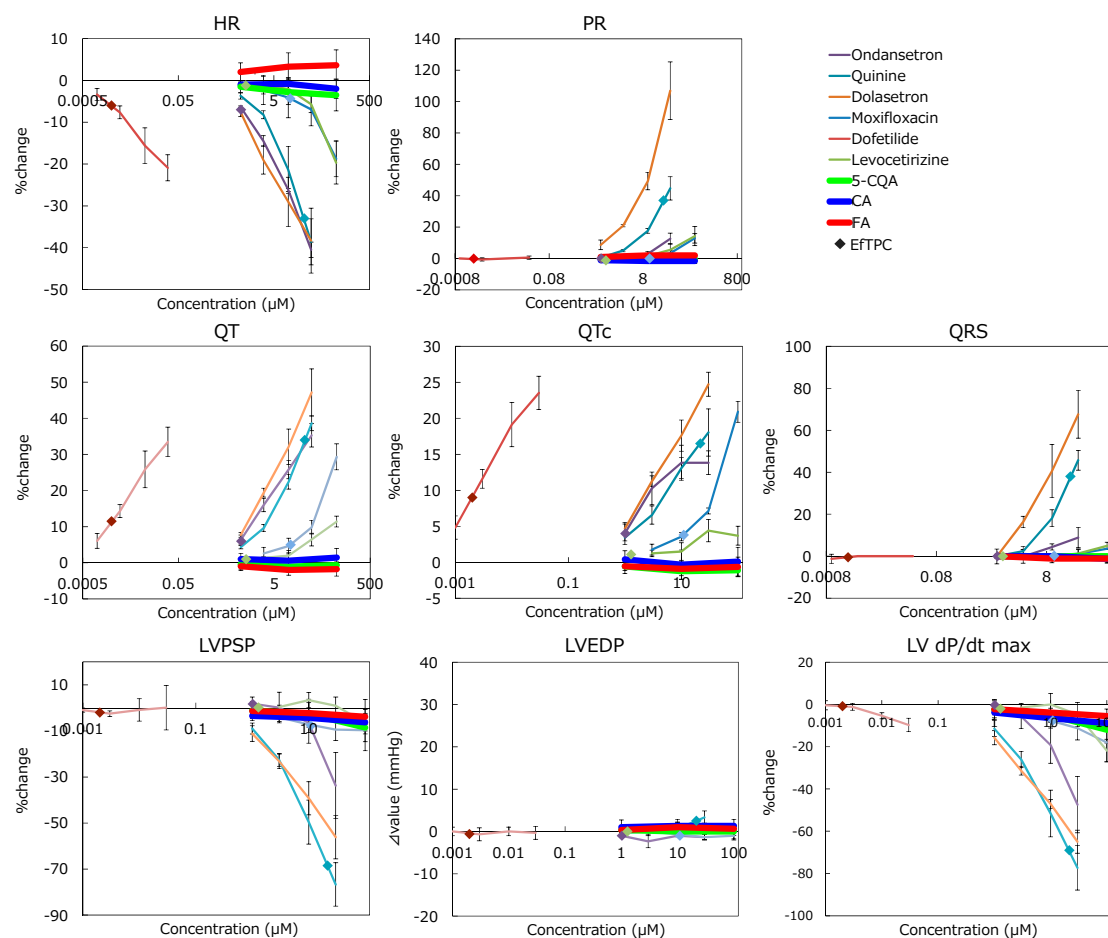 HR
10
0
-10
-20
-30
-40
-50
0.0005
0.05
5
500
%change
Concentration (µM)
PR
140
120
100
80
60
40
20
0
-20
0.0008
0.08
8
800
%change
Concentration (µM)
Ondansetron
Quinine
Dolasetron
Moxifloxacin
Dofetilide
Levocetirizine
5-CQA
CA
FA
EfTPC
QT
60
50
40
30
20
10
0
-10
0.0005
0.05
5
500
%change
Concentration (µM)
QTc
30
25
20
15
10
5
0
-5
0.001
0.1
10
%change
Concentration (µM)
QRS
100
80
60
40
20
0
-20
0.0008
0.08
8
%change
Concentration (µM)
LVPSP
10
-10
-30
-50
-70
-90
0.001
0.1
10
%change
Concentration (µM)
LVEDP
40
30
20
10
0
-10
-20
0.001
0.01
0.1
1
10
100
⊿value (mmHg)
Concentration (µM)
LV dP/dt max
20
0
-20
-40
-60
-80
-100
0.001
0.1
10
%change
Concentration (µM)